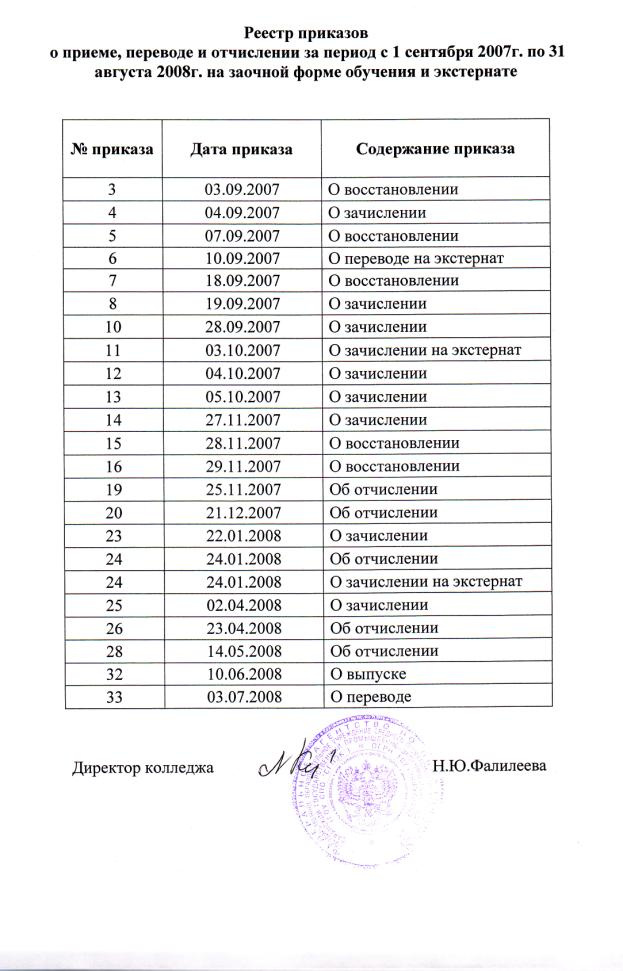 Реестр приказов
о приеме, переводе и отчислении за период с 1 сентября 2007г. по 31
августа 2008г. на заочной форме обучения и экстернате
№ приказа Дата приказа Содержание приказа
3 03.09.2007 О восстановлении
4 04.09.2007 О зачислении
5 07.09.2007 О восстановлении
6 10.09.2007 О переводе на экстернат
7 18.09.2007 О восстановлении
8 19.09.2007 О зачислении
10 28.09.2007 О зачислении
11 03.10.2007 О зачислении на экстернат
12 04.10.2007 О зачислении
13 05.10.2007 О зачислении
14 27.11.2007 О зачислении
15 28.11.2007 О восстановлении
16 29.11.2007 О восстановлении
19 25.11.2007 Об отчислении
20 21.12.2007 Об отчислении
23 22.01.2008 О зачислении
24 24.01.2008 Об отчислении
24 24.01.2008 О зачислении на экстернат
25 02.04.2008 О зачислении
26 23.04.2008 Об отчислении
28 14.05.2008 Об отчислении
32 10.06.2008 О выпуске
33 03.07.2008 О переводе
Директор колледжа Н.Ю.Фалилеева